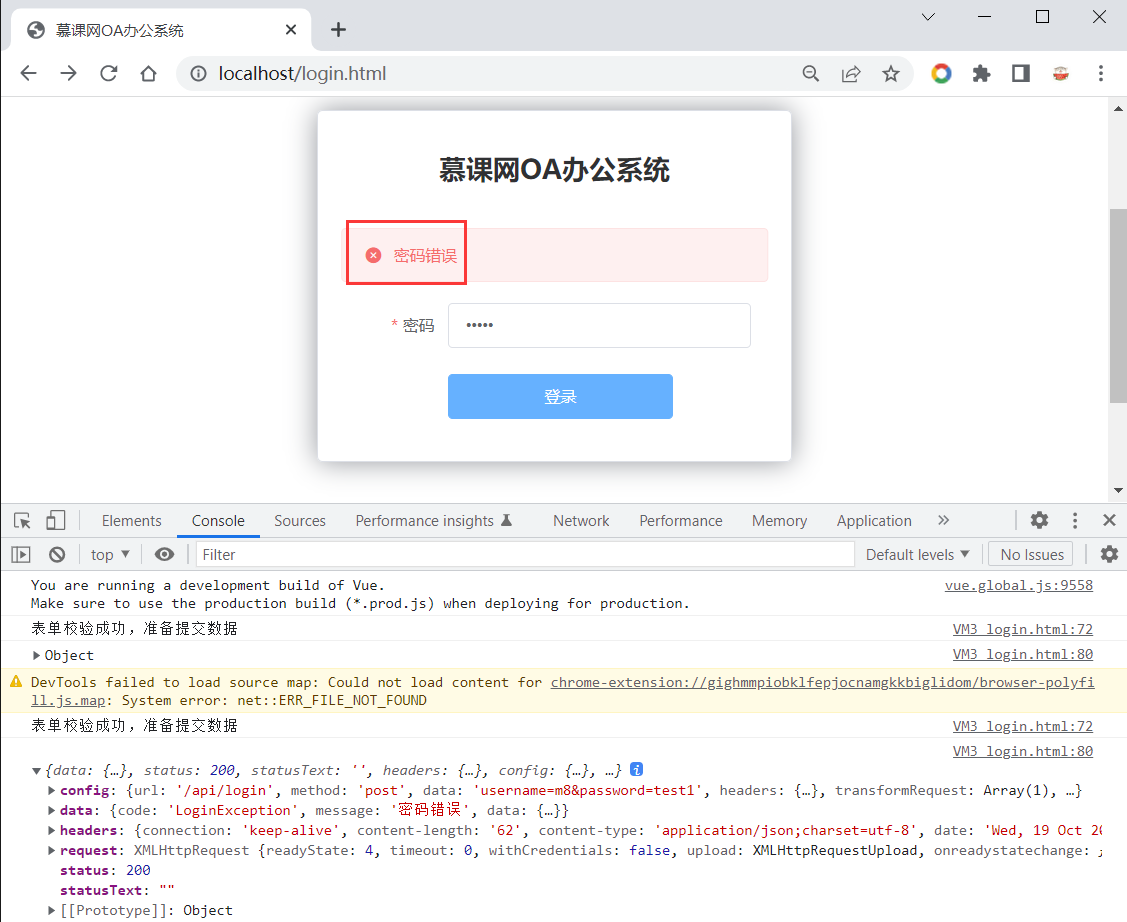 慕课网OA办公系统
localhost/login.html
慕课网OA办公系统
密码错误
* 密码
•••••
登录
Elements Console Sources Performance insights Network Performance Memory Application
top Filter Default levels No Issues
You are running a development build of Vue. vue.global.js:9558
Make sure to use the production build (*.prod.js) when deploying for production.
表单校验成功，准备提交数据 VM3 login.html:72
Object VM3 login.html:80
DevTools failed to load source map: Could not load content for chrome-extension://gighmmpiobklfepjocnamgkkbiglidom/browser-polyfi
ll.js.map: System error: net::ERR_FILE_NOT_FOUND
表单校验成功，准备提交数据 VM3 login.html:72
VM3 login.html:80
{data: {…}, status: 200, statusText: '', headers: {…}, config: {…}, …}
config: {url: '/api/login', method: 'post', data: 'username=m8&password=test1', headers: {…}, transformRequest: Array(1), …}
data: {code: 'LoginException', message: '密码错误', data: {…}}
headers: {connection: 'keep-alive', content-length: '62', content-type: 'application/json;charset=utf-8', date: 'Wed, 19 Oct 20
request: XMLHttpRequest {readyState: 4, timeout: 0, withCredentials: false, upload: XMLHttpRequestUpload, onreadystatechange:
status: 200
statusText: ""
[[Prototype]]: Object